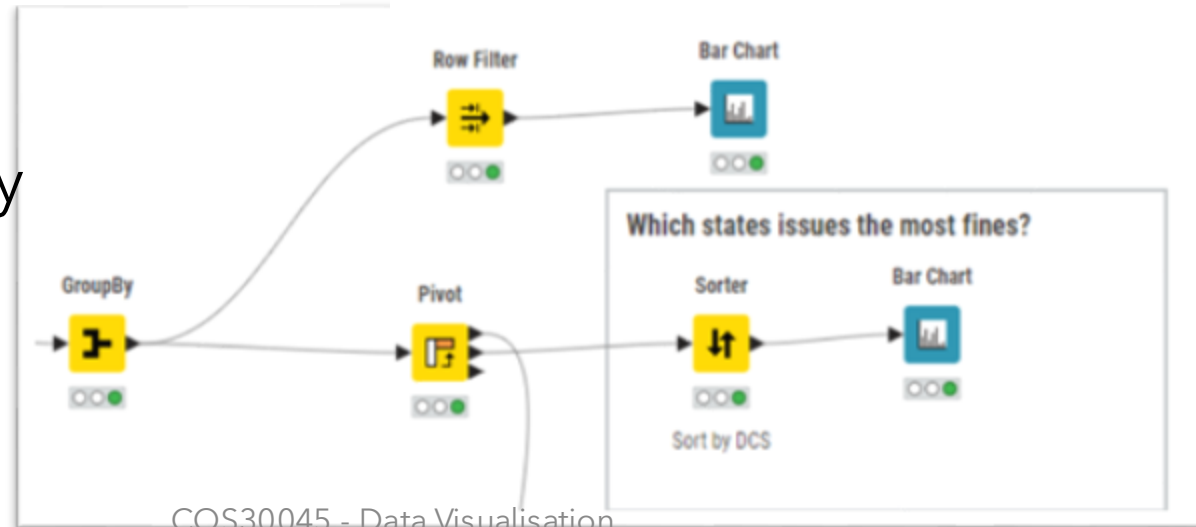 Row Filter
Bar Chart
y
Which states issues the most fines?
GroupBy
Pivot
Sorter
Bar Chart
Sort by DCS
COS30045 - Data Visualisation